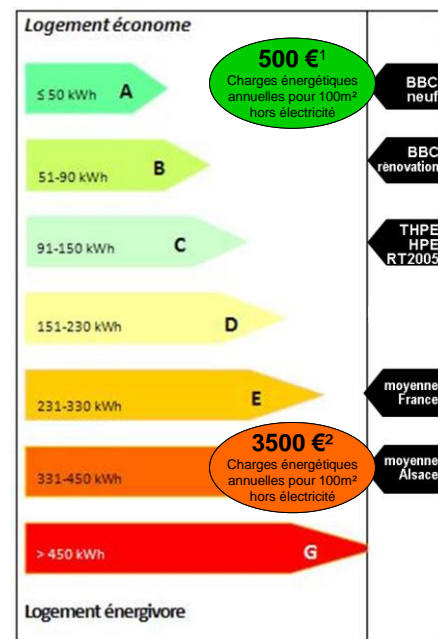 Logement économe
500 €¹
Charges énergétiques
annuelles pour 100m²
hors électricité
≤ 50 kWh A
BBC
neuf
51-90 kWh B
BBC
rénovation
91-150 kWh C
THPE
HPE
RT2005
151-230 kWh D
231-330 kWh E
moyenne
France
3500 €²
Charges énergétiques
annuelles pour 100m²
hors électricité
331-450 kWh
moyenne
Alsace
> 450 kWh G
Logement énergivore